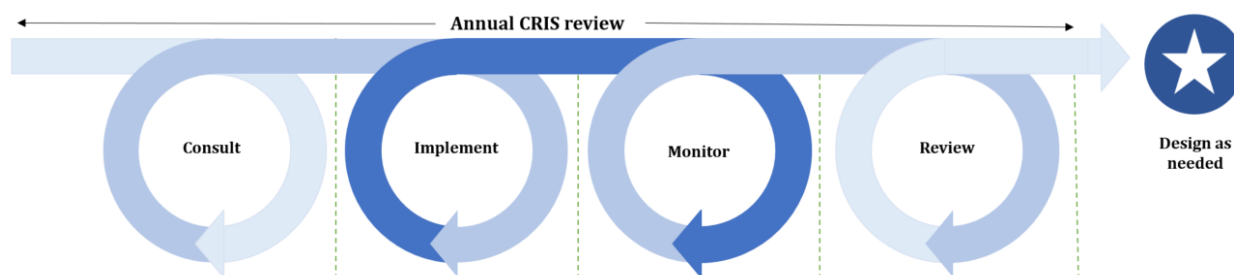 Annual CRIS review
Consult
Implement
Monitor
Review
Design as
needed